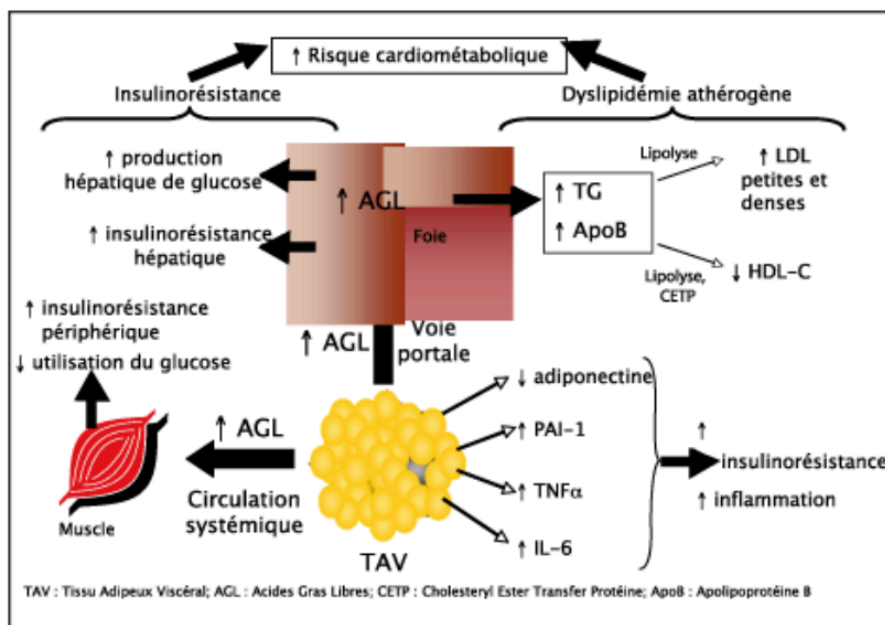 ↑ Risque cardiométabolique
Insulinorésistance
Dyslipidémie athérogène
↑ production
hépatique de glucose
↑ insulinorésistance
hépatique
↑ AGL
Foie
↑ TG
↑ ApoB
Lipolyse
↑ LDL
petites et
denses
Lipolyse,
CETP
↓ HDL-C
↑ insulinorésistance
périphérique
↓ utilisation du glucose
↑ AGL
Voie
portale
Muscle
↑ AGL
Circulation
systémique
TAV
↓ adiponectine
↑ PAI-1
↑ TNFα
↑ IL-6
↑
insulinorésistance
↑ inflammation
TAV : Tissu Adipeux Viscéral; AGL : Acides Gras Libres; CETP : Cholesteryl Ester Transfer Protéine; ApoB : Apolipoprotéine B